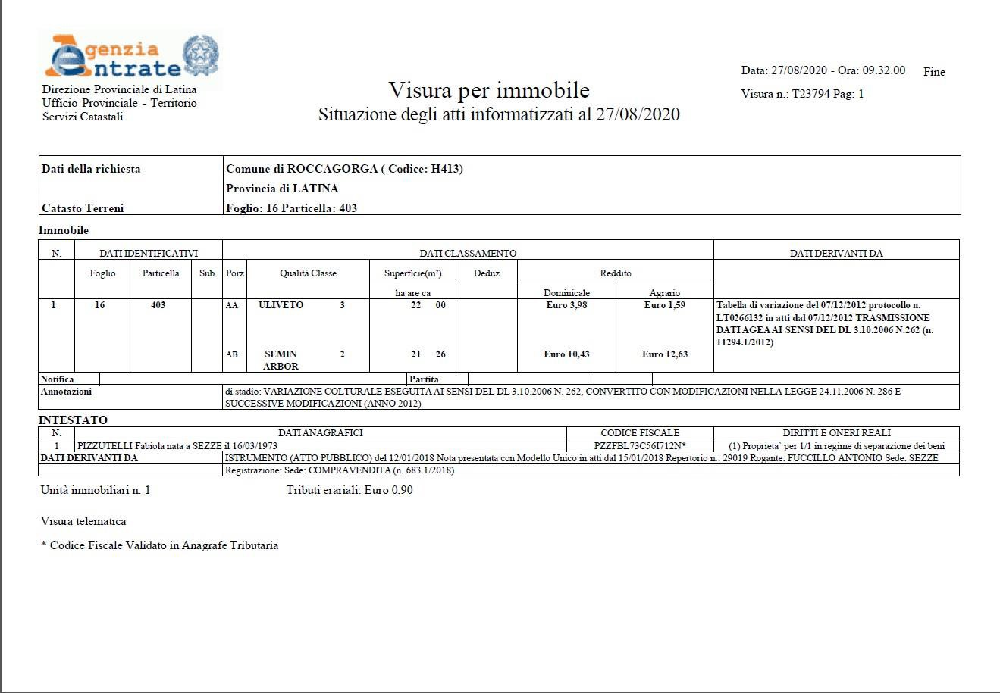 Agenzia
Entrate
Direzione Provinciale di Latina
Ufficio Provinciale - Territorio
Servizi Catastali
Visura per immobile
Situazione degli atti informatizzati al 27/08/2020
Data: 27/08/2020 - Ora: 09.32.00 Fine
Visura n.: T23794 Pag: 1
Dati della richiesta Comune di ROCCAGORGA ( Codice: H413)
Provincia di LATINA
Catasto Terreni Foglio: 16 Particella: 403
Immobile
N. DATI IDENTIFICATIVI DATI CLASSAMENTO DATI DERIVANTI DA
Foglio Particella Sub Porz Qualità Classe Superficie(m²) Deduz Reddito
ha are ca Dominicale Agrario
1 16 403 AA ULIVETO 3 22 00 Euro 3,98 Euro 1,59 Tabella di variazione del 07/12/2012 protocollo n.
LT0266132 in atti dal 07/12/2012 TRASMISSIONE
DATI AGEA AI SENSI DEL DL 3.10.2006 N.262 (n.
11294.1/2012)
AB SEMIN 2 21 26 Euro 10,43 Euro 12,63
ARBOR
Notifica Partita
Annotazioni di stadio: VARIAZIONE COLTURALE ESEGUITA AI SENSI DEL DL 3.10.2006 N. 262, CONVERTITO CON MODIFICAZIONI NELLA LEGGE 24.11.2006 N. 286 E
SUCCESSIVE MODIFICAZIONI (ANNO 2012)
INTESTATO
N. DATI ANAGRAFICI CODICE FISCALE DIRITTI E ONERI REALI
1 PIZZUTELLI Fabiola nata a SEZZE il 16/03/1973 PZZFBL73C56I712N* (1) Proprieta` per 1/1 in regime di separazione dei beni
DATI DERIVANTI DA ISTRUMENTO (ATTO PUBBLICO) del 12/01/2018 Nota presentata con Modello Unico in atti dal 15/01/2018 Repertorio n.: 29019 Rogante: FUCCILLO ANTONIO Sede: SEZZE
Registrazione: Sede: COMPRAVENDITA (n. 683.1/2018)
Unità immobiliari n. 1 Tributi erariali: Euro 0,90
Visura telematica
* Codice Fiscale Validato in Anagrafe Tributaria